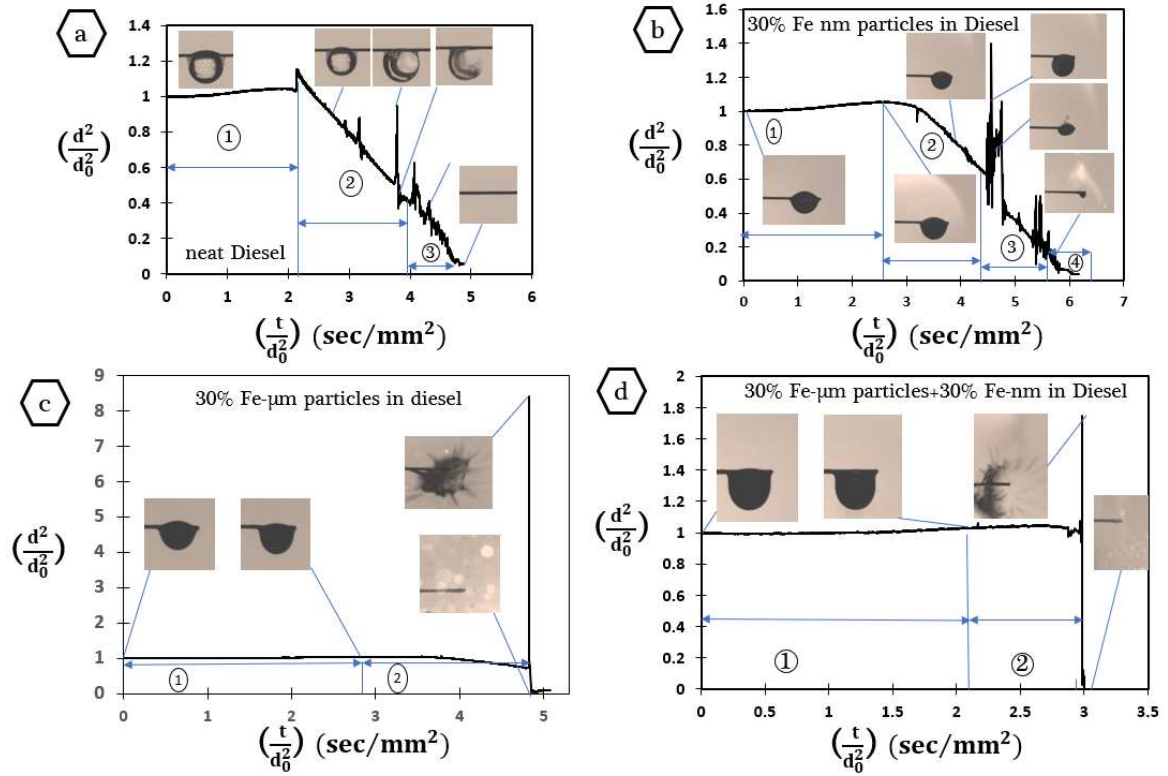 a
1.4
1.2
1
0.8
0.6
0.4
0.2
0
(d²/d₀²)
①
②
③
neat Diesel
0 1 2 3 4 5 6
(t/d₀²) (sec/mm²)
b
30% Fe nm particles in Diesel
1.6
1.4
1.2
1
0.8
0.6
0.4
0.2
0
(d²/d₀²)
①
②
③
④
0 1 2 3 4 5 6 7
(t/d₀²) (sec/mm²)
c
30% Fe-µm particles in diesel
9
8
7
6
5
4
3
2
1
0
(d²/d₀²)
①
②
0 1 2 3 4 5
(t/d₀²) (sec/mm²)
d
30% Fe-µm particles+30% Fe-nm in Diesel
2
1.8
1.6
1.4
1.2
1
0.8
0.6
0.4
0.2
0
(d²/d₀²)
①
②
0 0.5 1 1.5 2 2.5 3 3.5
(t/d₀²) (sec/mm²)